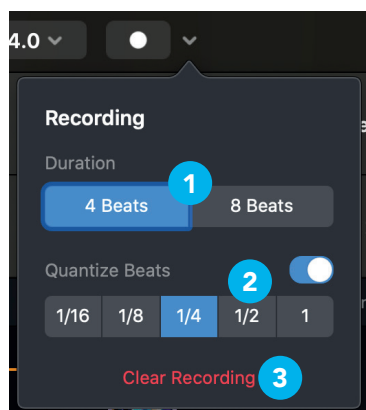 4.0
Recording
Duration
1
4 Beats 8 Beats
Quantize Beats
2
1/16 1/8 1/4 1/2 1
Clear Recording 3